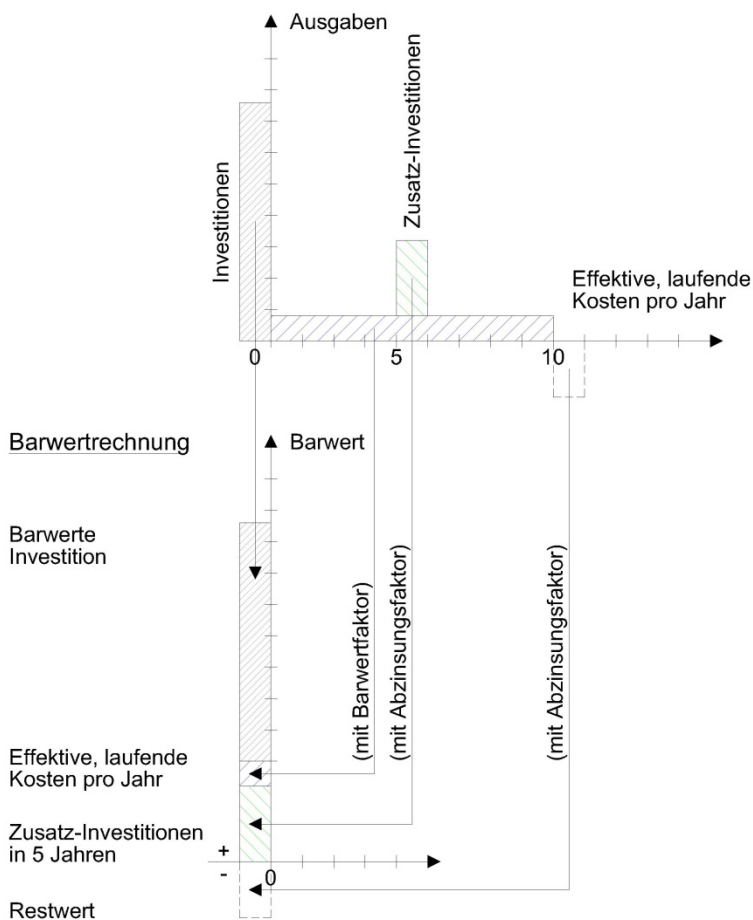 Ausgaben
Investitionen
Zusatz-Investitionen
Effektive, laufende
Kosten pro Jahr
0
5
10
Barwertrechnung
Barwert
Barwerte
Investition
(mit Barwertfaktor)
(mit Abzinsungsfaktor)
(mit Abzinsungsfaktor)
Effektive, laufende
Kosten pro Jahr
Zusatz-Investitionen
in 5 Jahren
+
-
0
Restwert